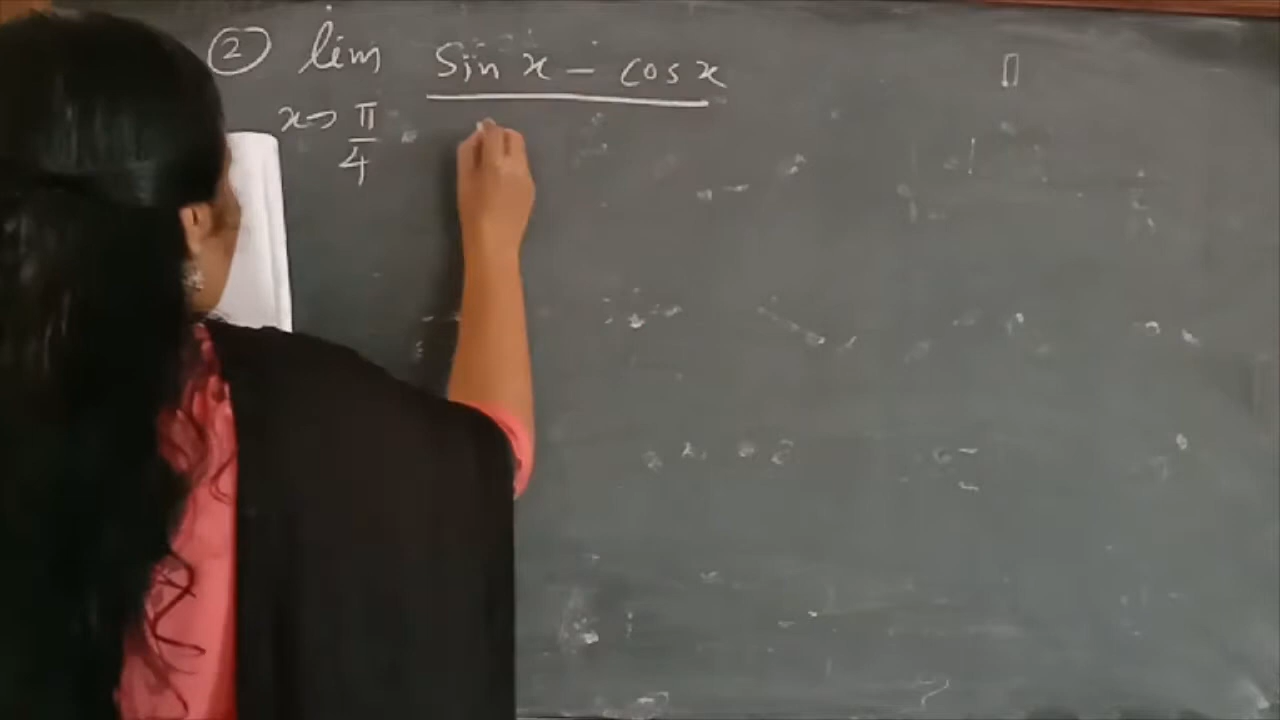 ② lim sin x - cos x
x→ π/4